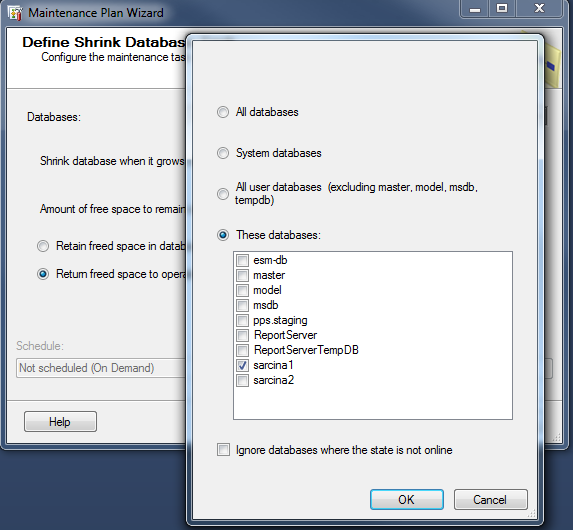 Maintenance Plan Wizard
Define Shrink Databas
Configure the maintenance tas
Databases:
Shrink database when it grows
Amount of free space to remain
Retain freed space in datab
Return freed space to opera
Schedule:
Not scheduled (On Demand)
Help
All databases
System databases
All user databases (excluding master, model, msdb,
tempdb)
These databases:
esm-db
master
model
msdb
pps.staging
ReportServer
ReportServerTempDB
sarcina1
sarcina2
Ignore databases where the state is not online
OK
Cancel